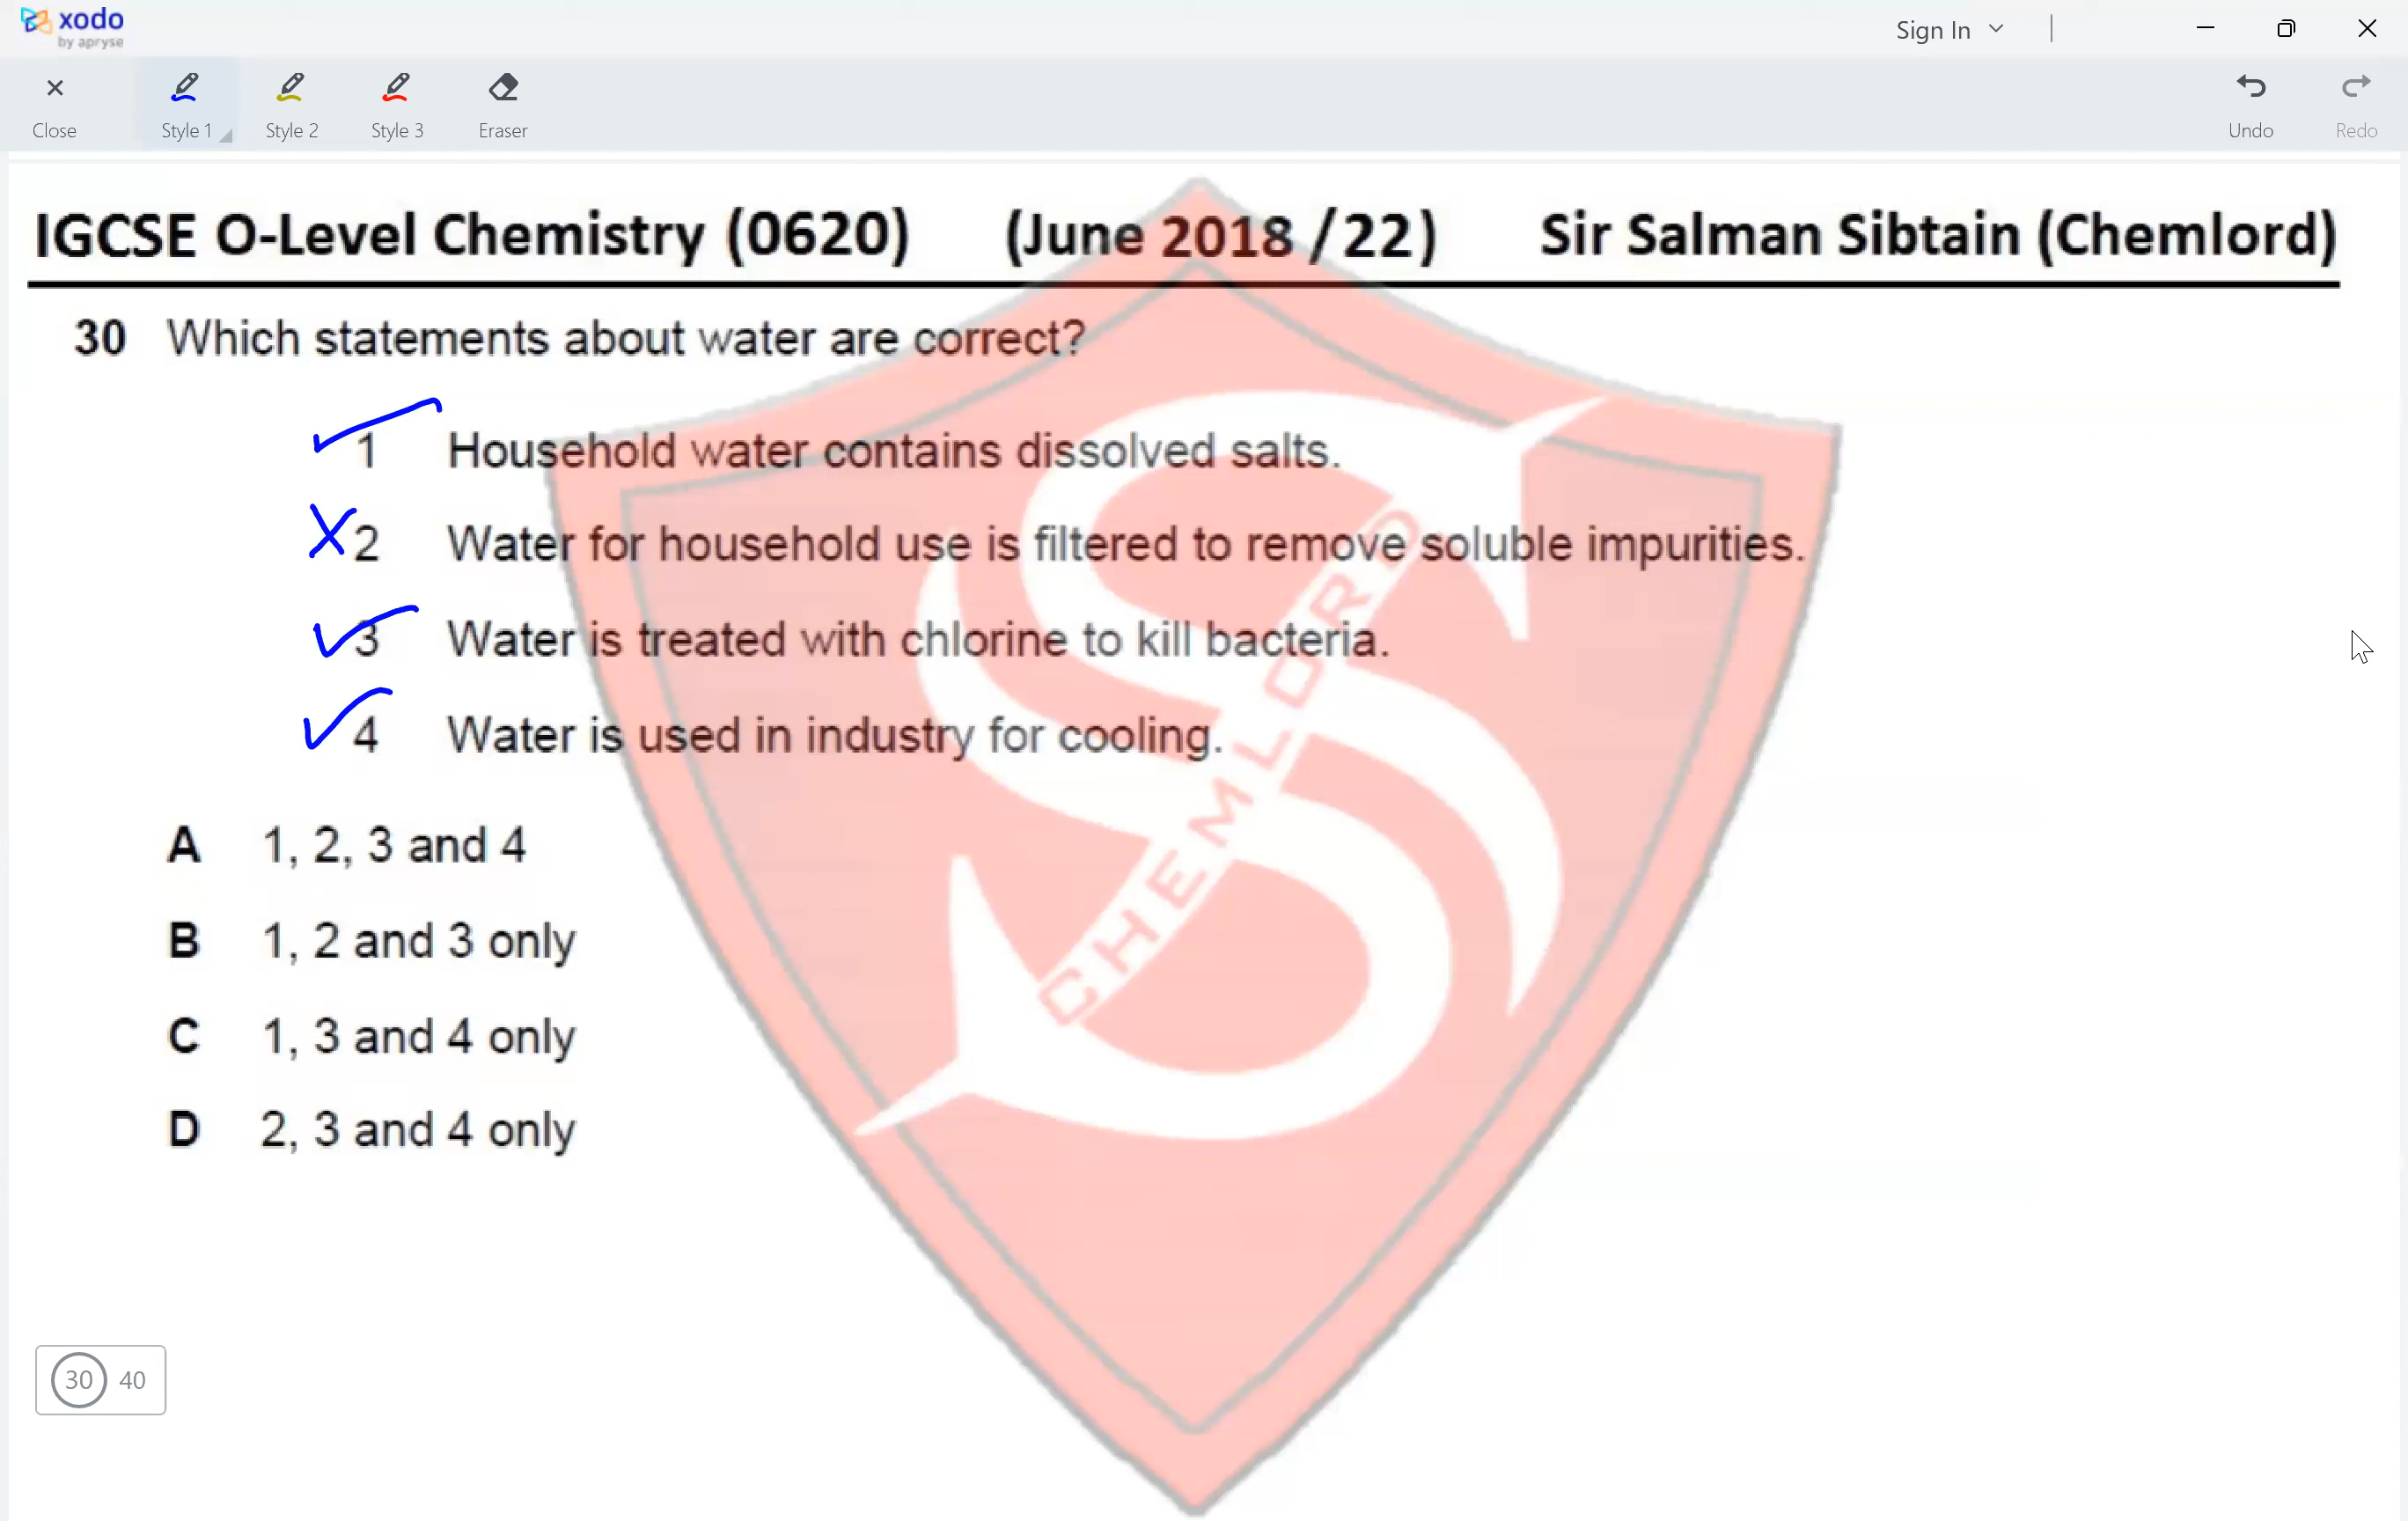 xodo
by apryse
Sign In
Close
Style 1
Style 2
Style 3
Eraser
Undo
Redo
IGCSE O-Level Chemistry (0620) (June 2018 /22) Sir Salman Sibtain (Chemlord)
30 Which statements about water are correct?
1 Household water contains dissolved salts.
2 Water for household use is filtered to remove soluble impurities.
3 Water is treated with chlorine to kill bacteria.
4 Water is used in industry for cooling.
A 1, 2, 3 and 4
B 1, 2 and 3 only
C 1, 3 and 4 only
D 2, 3 and 4 only
CHEMLORD
30 40